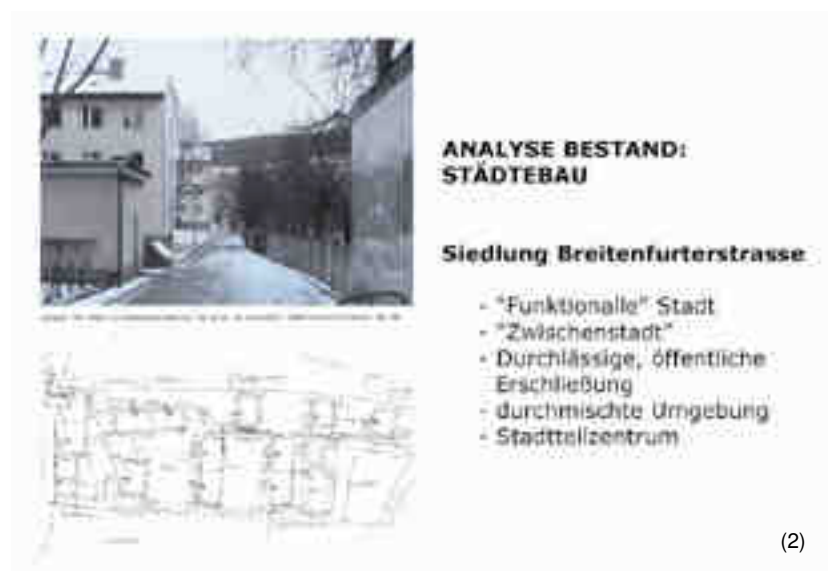 ANALYSE BESTAND:
STÄDTEBAU
Siedlung Breitenfurterstrasse
- "Funktionalle" Stadt
- "Zwischenstadt"
- Durchlässige, öffentliche
Erschließung
- durchmischte Umgebung
- Stadtteilzentrum
(2)